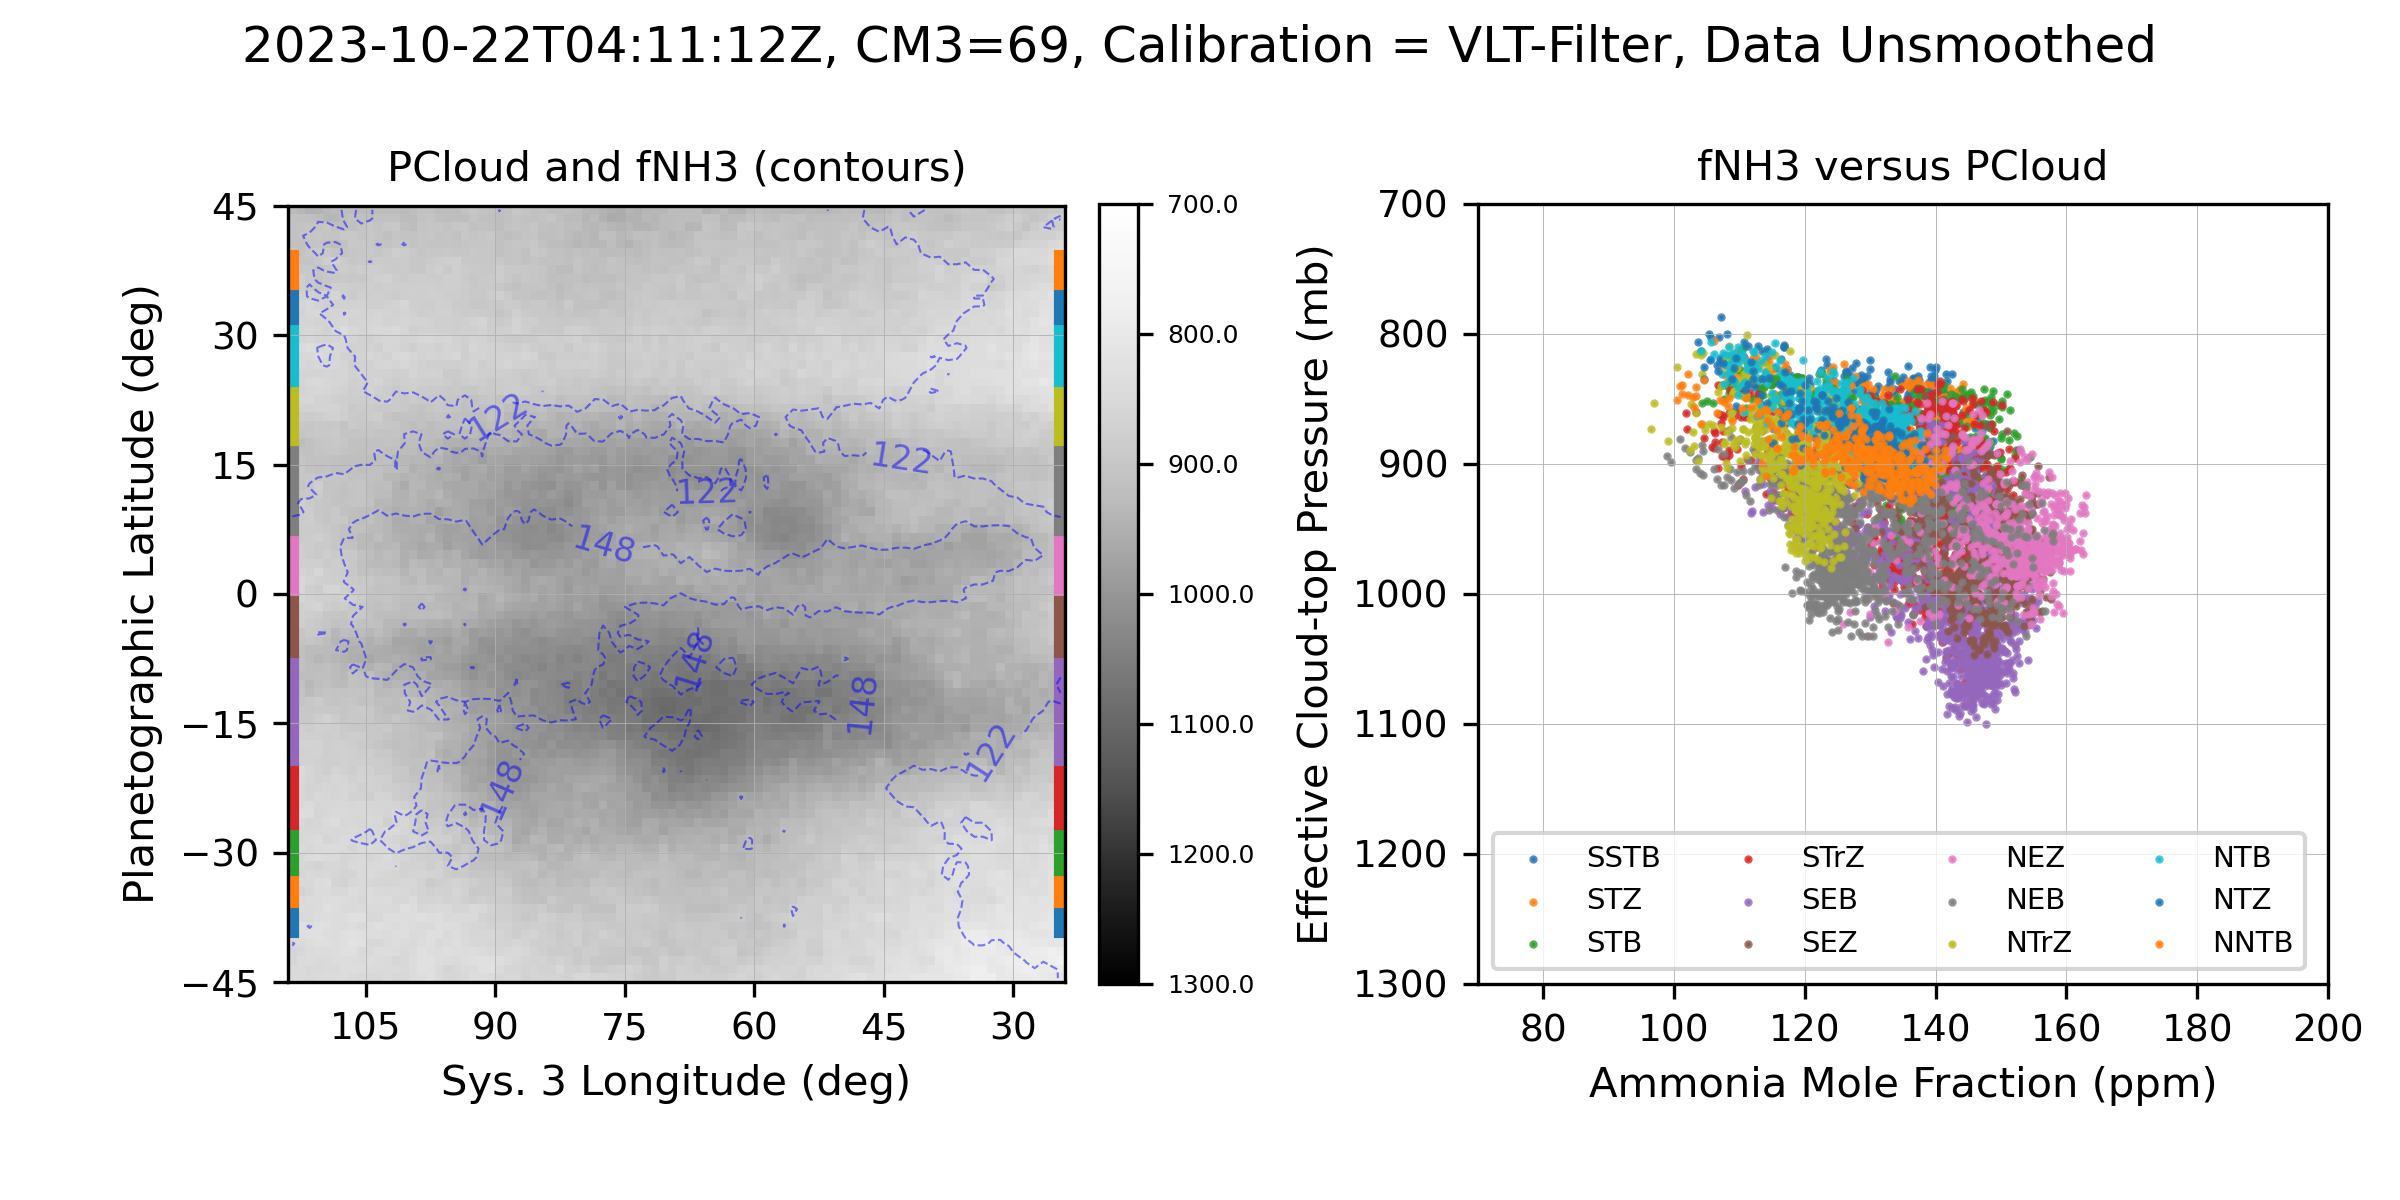 2023-10-22T04:11:12Z, CM3=69, Calibration = VLT-Filter, Data Unsmoothed
PCloud and fNH3 (contours)
Planetographic Latitude (deg)
45
30
15
0
−15
−30
−45
122
122
122
148
148
148
122
148
105 90 75 60 45 30
Sys. 3 Longitude (deg)
700.0
800.0
900.0
1000.0
1100.0
1200.0
1300.0
fNH3 versus PCloud
Effective Cloud-top Pressure (mb)
700
800
900
1000
1100
1200
1300
SSTB STrZ NEZ NTB
STZ SEB NEB NTZ
STB SEZ NTrZ NNTB
80 100 120 140 160 180 200
Ammonia Mole Fraction (ppm)